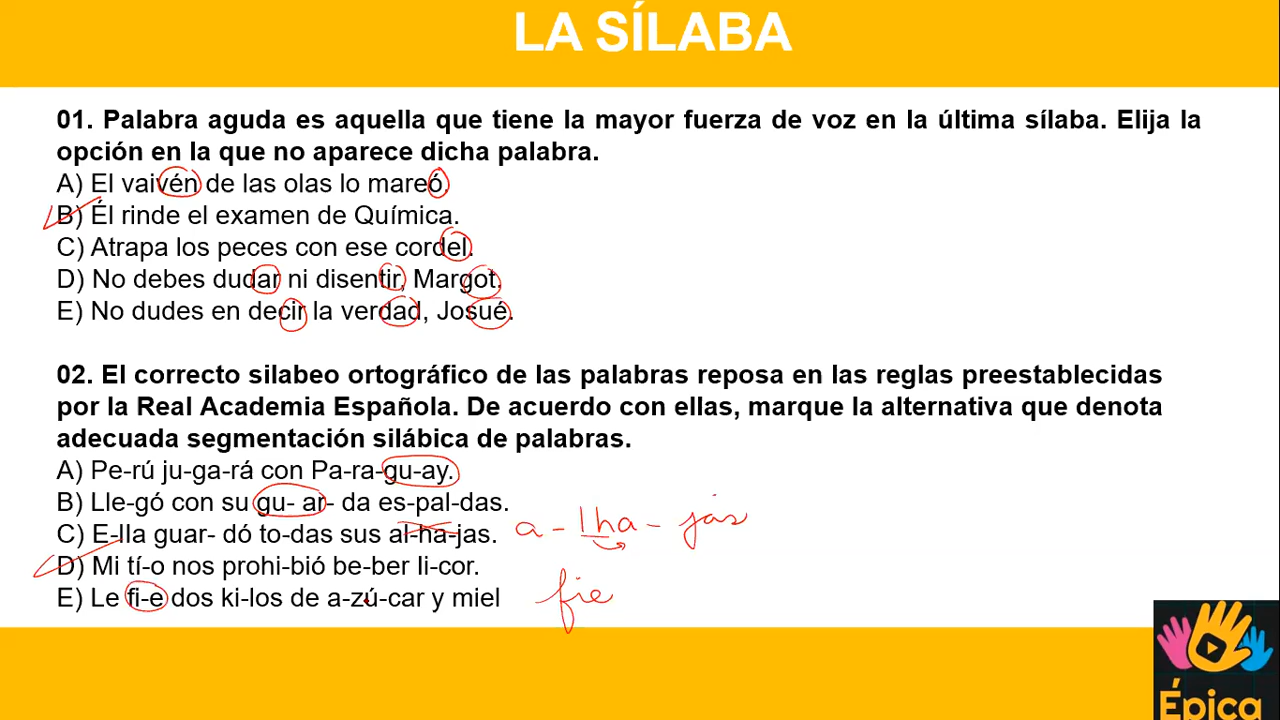 LA SÍLABA
01. Palabra aguda es aquella que tiene la mayor fuerza de voz en la última sílaba. Elija la
opción en la que no aparece dicha palabra.
A) El vaivén de las olas lo mareó.
B) Él rinde el examen de Química.
C) Atrapa los peces con ese cordel.
D) No debes dudar ni disentir, Margot.
E) No dudes en decir la verdad, Josué.
02. El correcto silabeo ortográfico de las palabras reposa en las reglas preestablecidas
por la Real Academia Española. De acuerdo con ellas, marque la alternativa que denota
adecuada segmentación silábica de palabras.
A) Pe-rú ju-ga-rá con Pa-ra-gu-ay.
B) Lle-gó con su gu- ar- da es-pal-das.
C) E-lla guar- dó to-das sus al-ha-jas. a - lha - jas
D) Mi tí-o nos prohi-bió be-ber li-cor.
E) Le fi-e dos ki-los de a-zú-car y miel fie
Épica